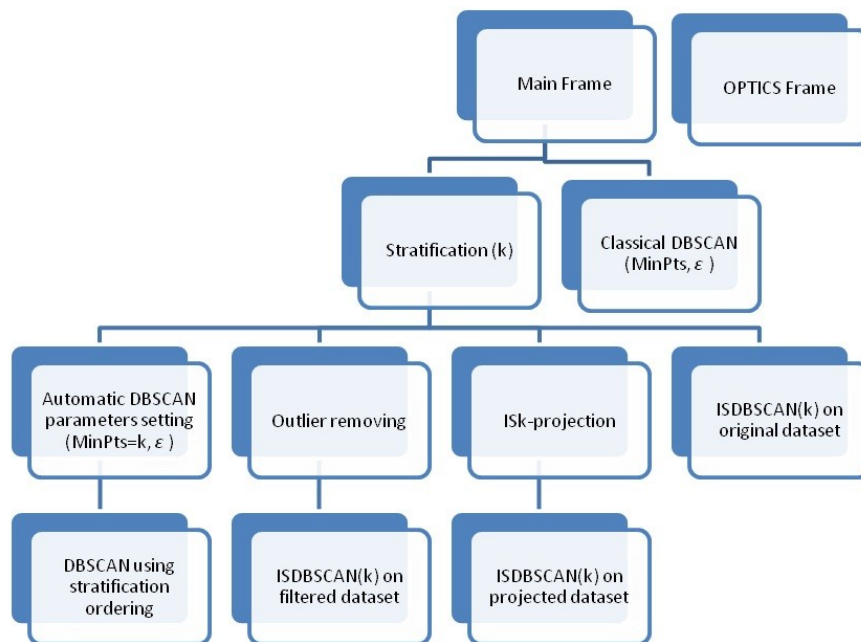 Main Frame
OPTICS Frame
Stratification (k)
Classical DBSCAN
(MinPts, ε )
Automatic DBSCAN
parameters setting
(MinPts=k, ε )
Outlier removing
ISk-projection
ISDBSCAN(k) on
original dataset
DBSCAN using
stratification
ordering
ISDBSCAN(k) on
filtered dataset
ISDBSCAN(k) on
projected dataset